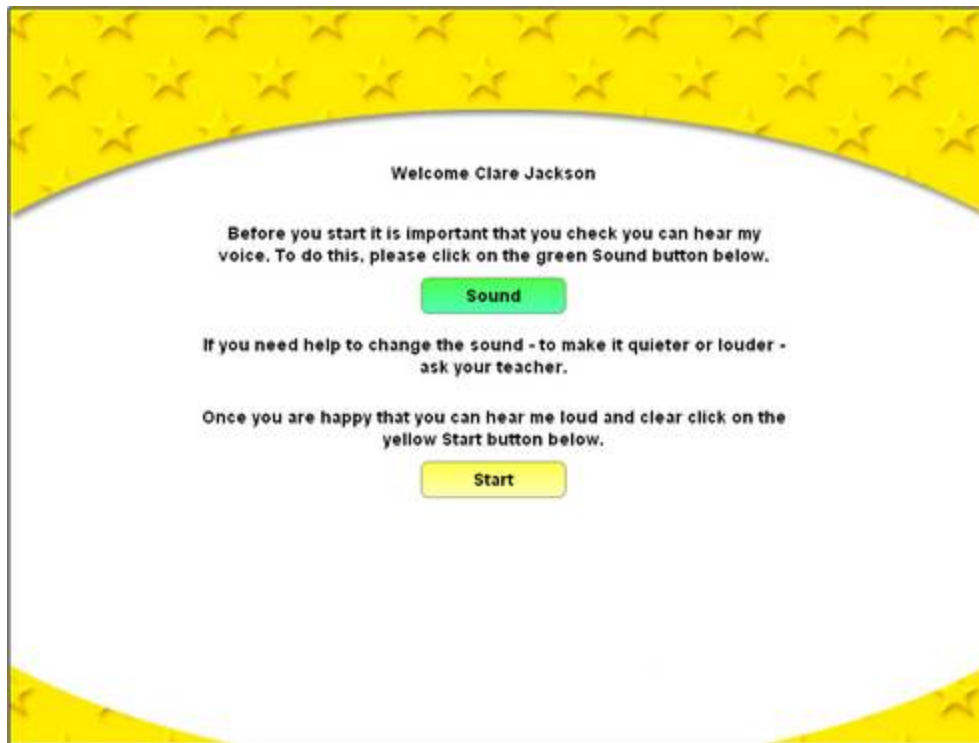 Welcome Clare Jackson
Before you start it is important that you check you can hear my
voice. To do this, please click on the green Sound button below.
Sound
If you need help to change the sound - to make it quieter or louder -
ask your teacher.
Once you are happy that you can hear me loud and clear click on the
yellow Start button below.
Start